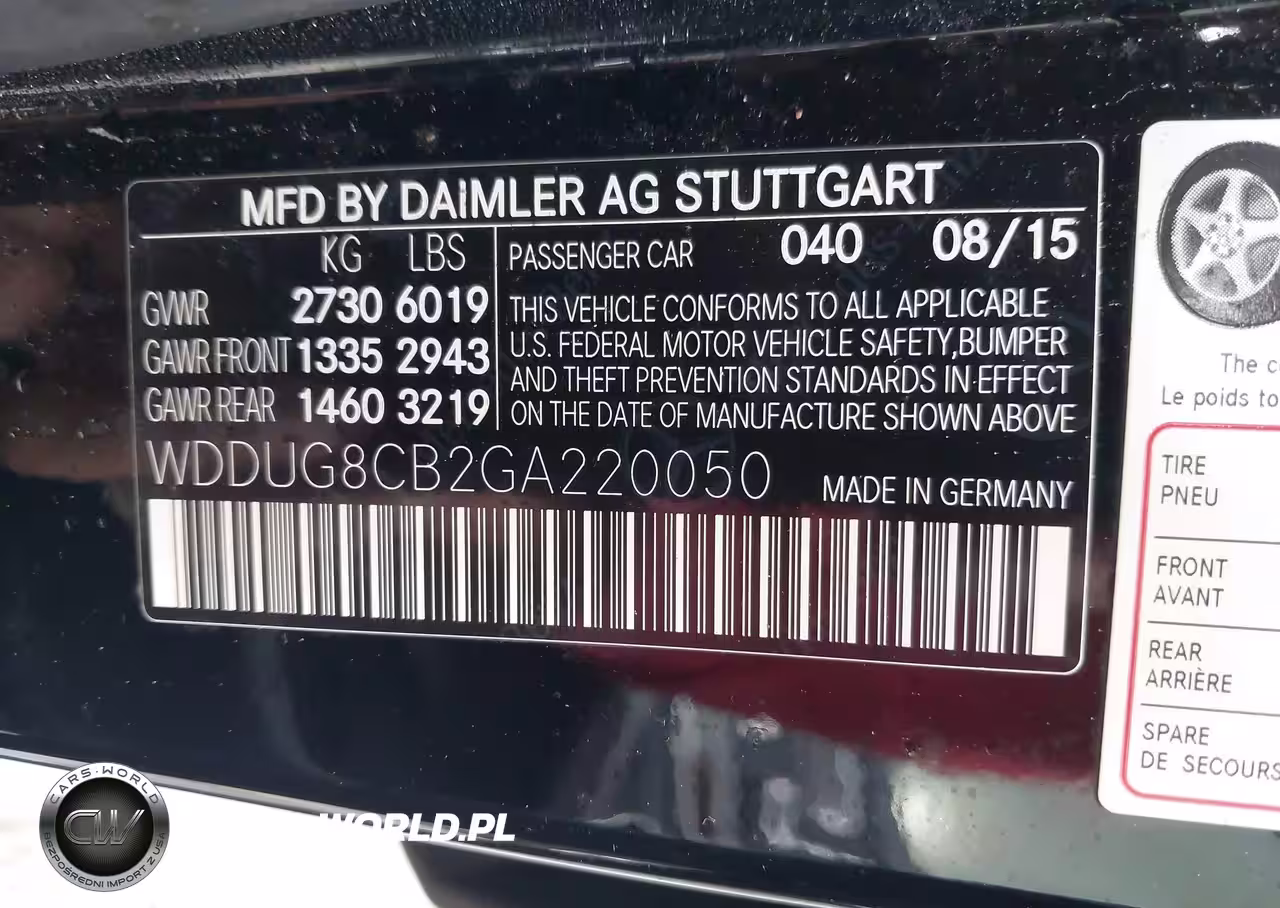 MFD BY DAIMLER AG STUTTGART
KG LBS
GVWR 2730 6019
GAWR FRONT 1335 2943
GAWR REAR 1460 3219
PASSENGER CAR 040 08/15
THIS VEHICLE CONFORMS TO ALL APPLICABLE
U.S. FEDERAL MOTOR VEHICLE SAFETY,BUMPER
AND THEFT PREVENTION STANDARDS IN EFFECT
ON THE DATE OF MANUFACTURE SHOWN ABOVE
WDDUG8CB2GA220050
MADE IN GERMANY
The
Le poids
TIRE
PNEU
FRONT
AVANT
REAR
ARRIÈRE
SPARE
DE SECOURS
CARS-WORLD
CW
BEZPOŚREDNI IMPORT Z USA
WORLD.PL